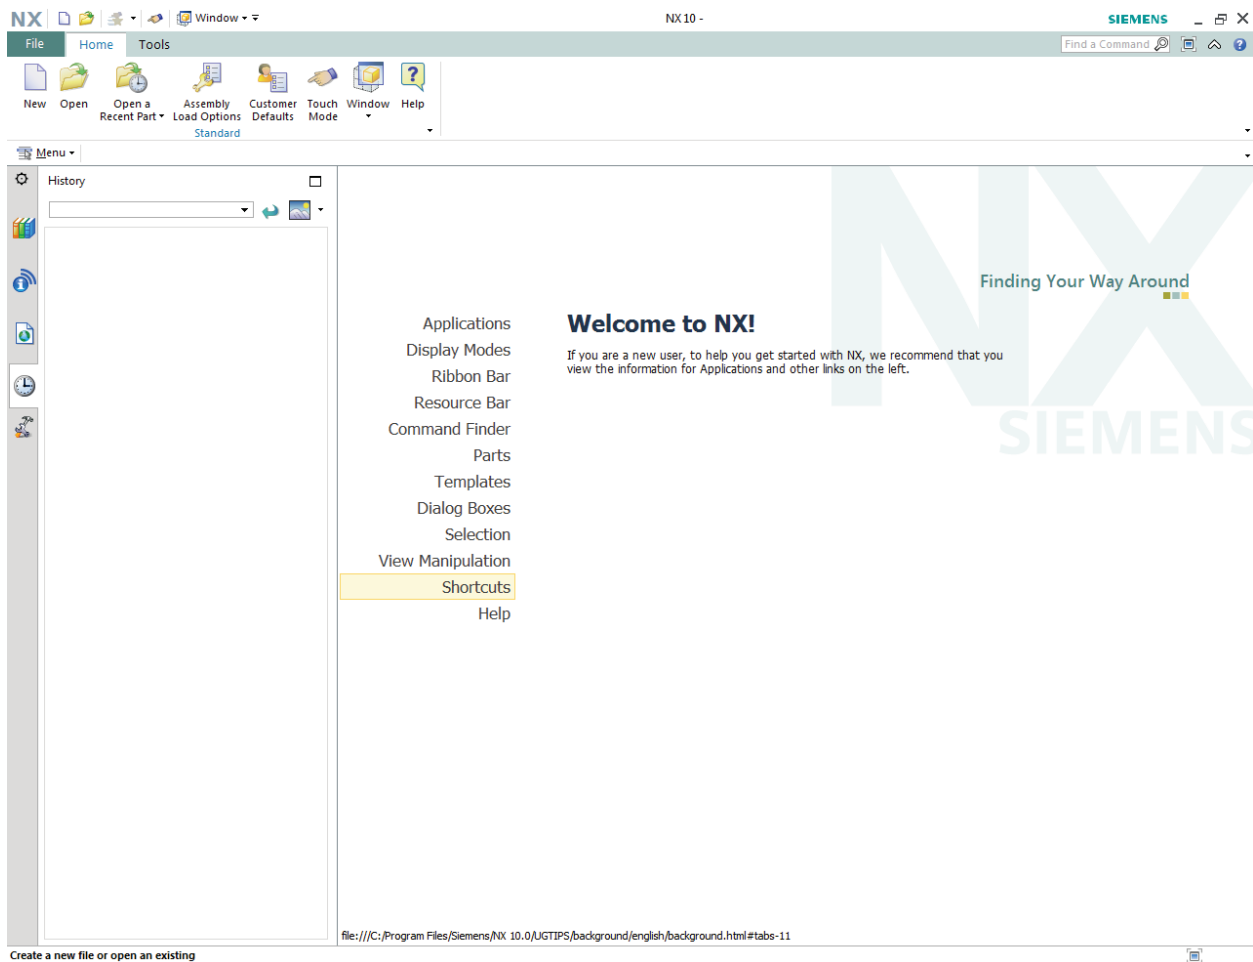 NX Window NX 10 - SIEMENS
File Home Tools Find a Command
New Open Open a Recent Part Assembly Load Options Customer Defaults Touch Mode Window Help
Standard
Menu
History
NX
SIEMENS
Finding Your Way Around
Applications
Display Modes
Ribbon Bar
Resource Bar
Command Finder
Parts
Templates
Dialog Boxes
Selection
View Manipulation
Shortcuts
Help
Welcome to NX!
If you are a new user, to help you get started with NX, we recommend that you
view the information for Applications and other links on the left.
file:///C:/Program Files/Siemens/NX 10.0/UGTIPS/background/english/background.html#tabs-11
Create a new file or open an existing